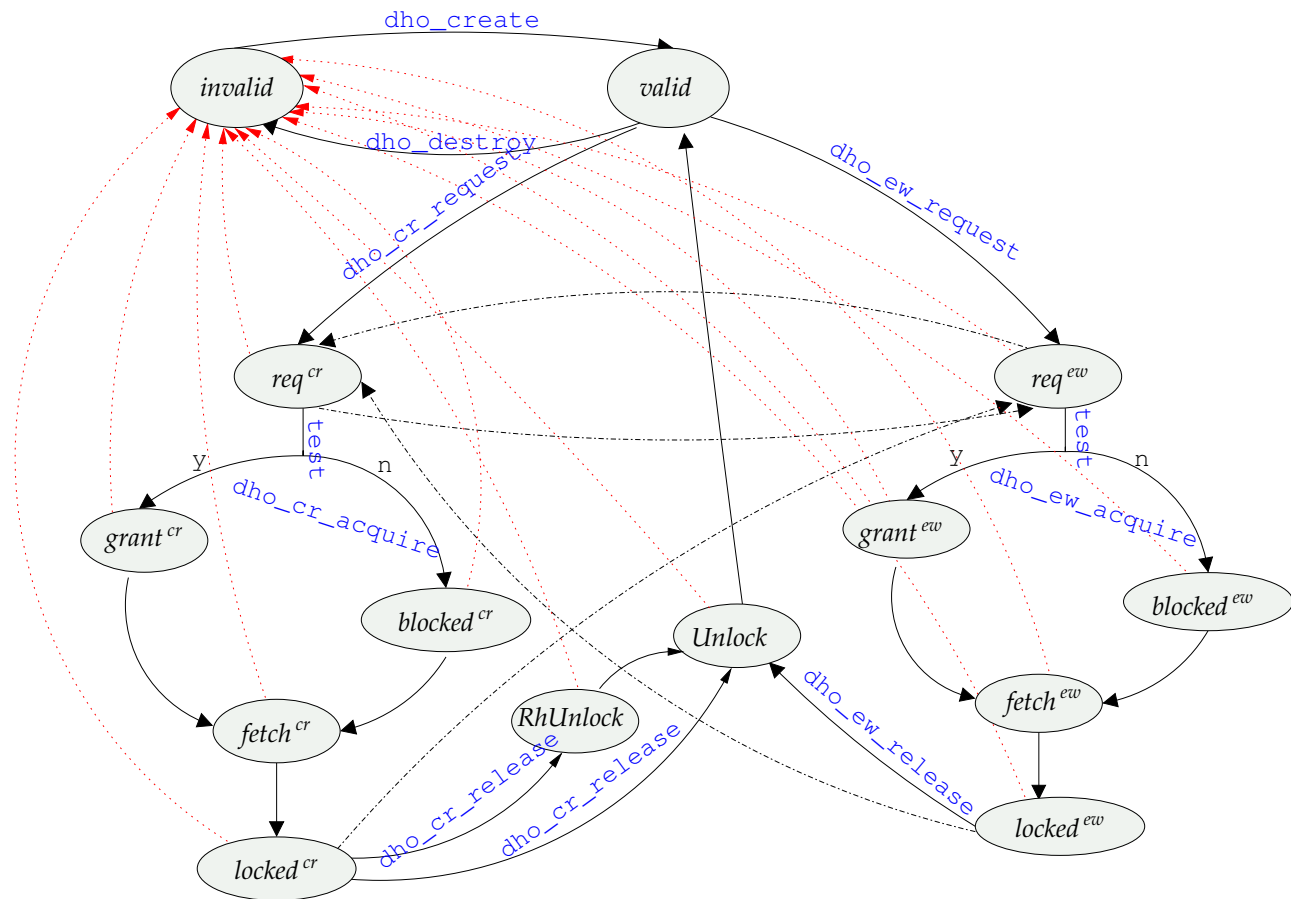 dho_create
invalid
valid
dho_destroy
dho_cr_request
dho_ew_request
req cr
req ew
test
test
y
n
y
n
dho_cr_acquire
dho_ew_acquire
grant cr
grant ew
blocked cr
blocked ew
Unlock
fetch cr
RhUnlock
fetch ew
dho_ew_release
dho_cr_release
dho_cr_release
locked cr
locked ew